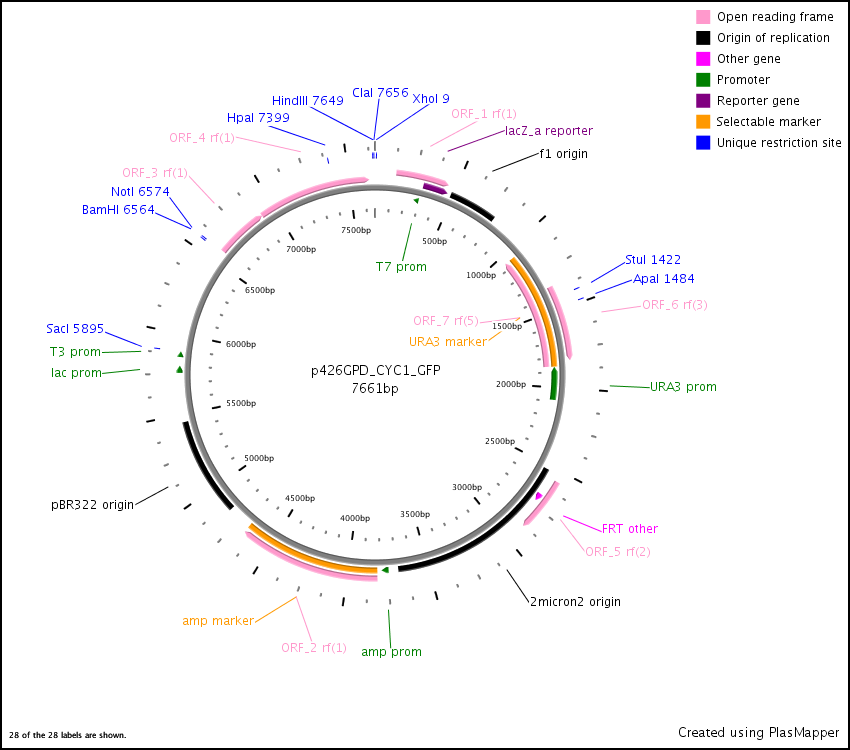 Open reading frame
Origin of replication
Other gene
Promoter
Reporter gene
Selectable marker
Unique restriction site
ClaI 7656
HindIII 7649
XhoI 9
HpaI 7399
ORF_1 rf(1)
lacZ_a reporter
ORF_4 rf(1)
f1 origin
ORF_3 rf(1)
NotI 6574
BamHI 6564
7500bp
500bp
7000bp
T7 prom
1000bp
StuI 1422
ApaI 1484
6500bp
ORF_6 rf(3)
ORF_7 rf(5)
1500bp
SacI 5895
URA3 marker
6000bp
T3 prom
lac prom
p426GPD_CYC1_GFP
7661bp
2000bp
URA3 prom
5500bp
2500bp
5000bp
3000bp
pBR322 origin
4500bp
3500bp
4000bp
FRT other
ORF_5 rf(2)
2micron2 origin
amp marker
ORF_2 rf(1)
amp prom
28 of the 28 labels are shown.
Created using PlasMapper